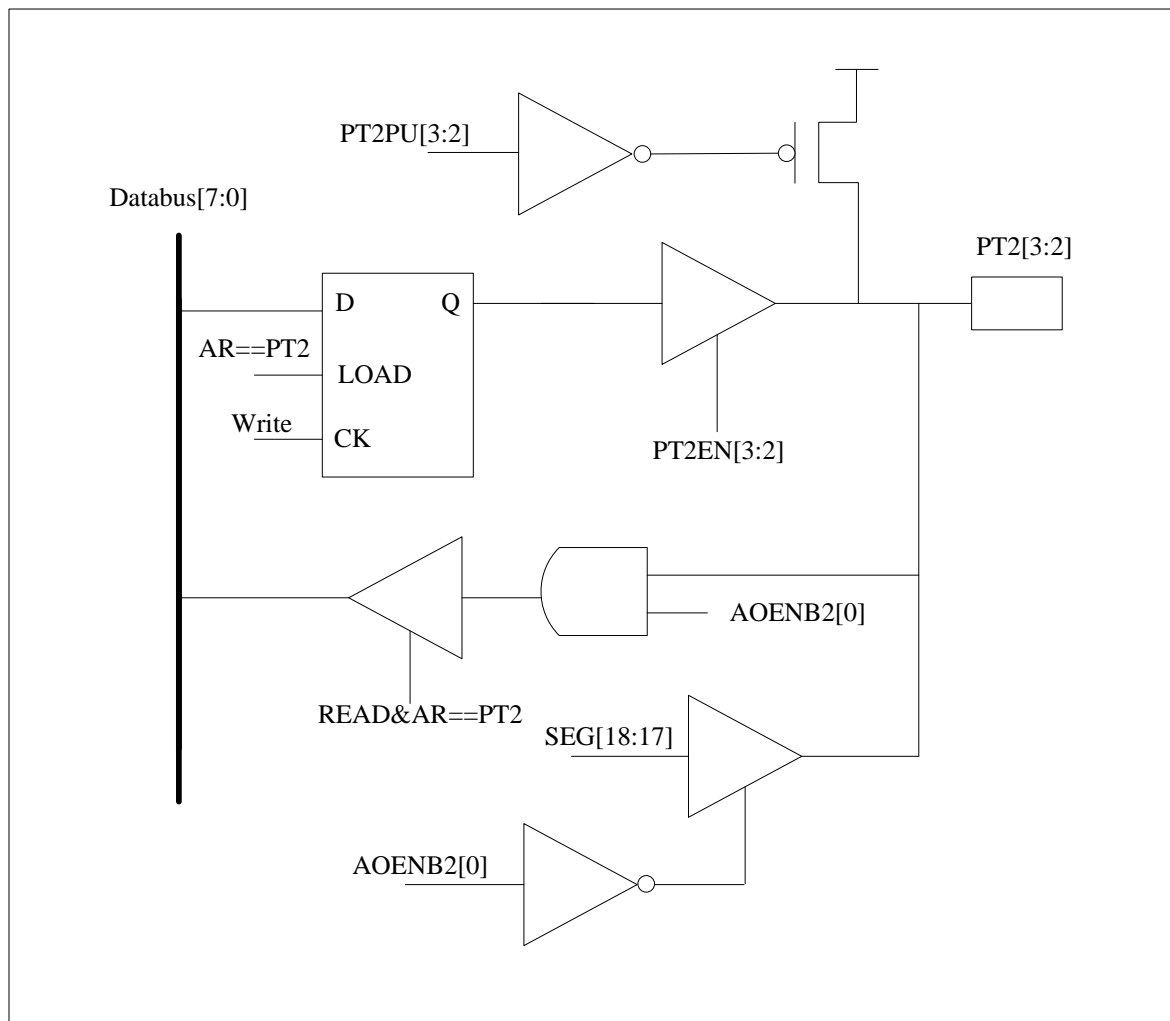 PT2PU[3:2]
Databus[7:0]
PT2[3:2]
D
Q
AR==PT2
LOAD
Write
CK
PT2EN[3:2]
AOENB2[0]
READ&AR==PT2
SEG[18:17]
AOENB2[0]